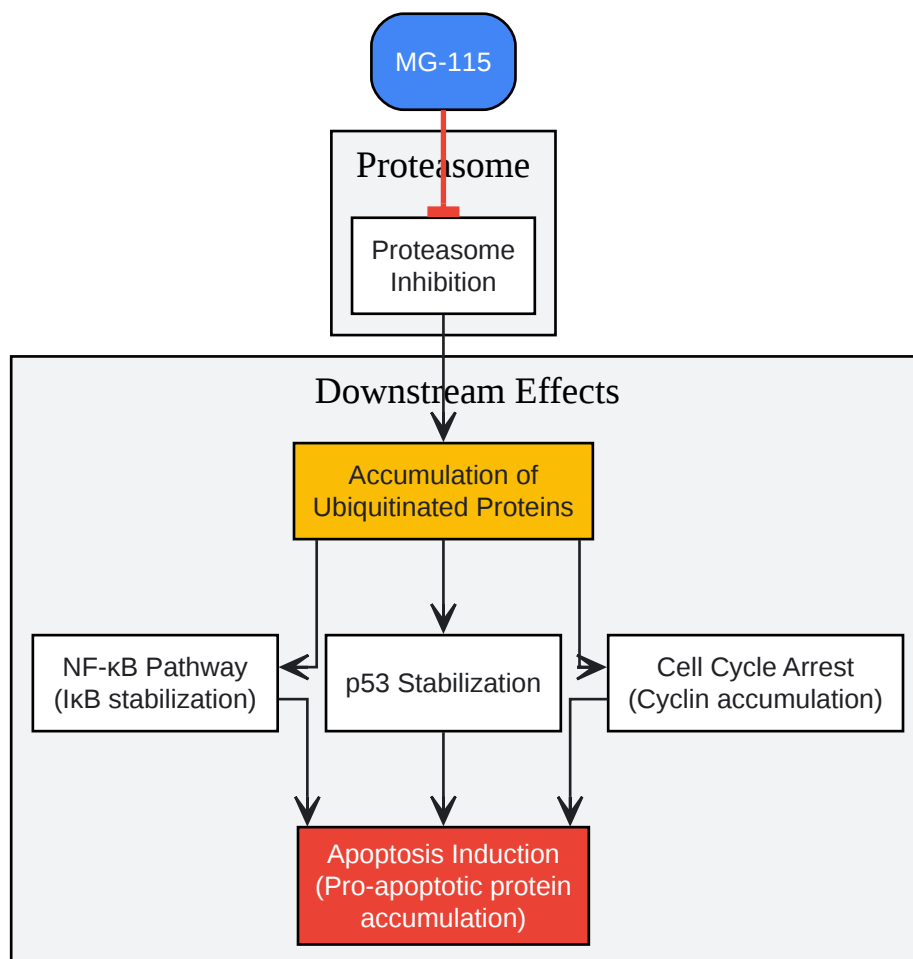 MG-115
Proteasome
Proteasome
Inhibition
Downstream Effects
Accumulation of
Ubiquitinated Proteins
NF-κB Pathway
(IκB stabilization)
p53 Stabilization
Cell Cycle Arrest
(Cyclin accumulation)
Apoptosis Induction
(Pro-apoptotic protein
accumulation)